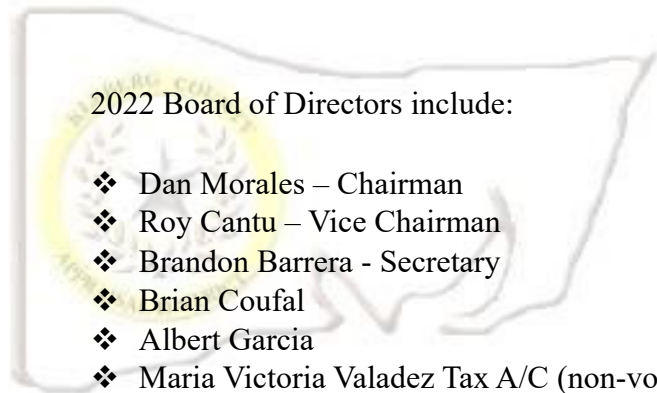 2022 Board of Directors include:
❖ Dan Morales – Chairman
❖ Roy Cantu – Vice Chairman
❖ Brandon Barrera - Secretary
❖ Brian Coufal
❖ Albert Garcia
❖ Maria Victoria Valadez Tax A/C (non-vo